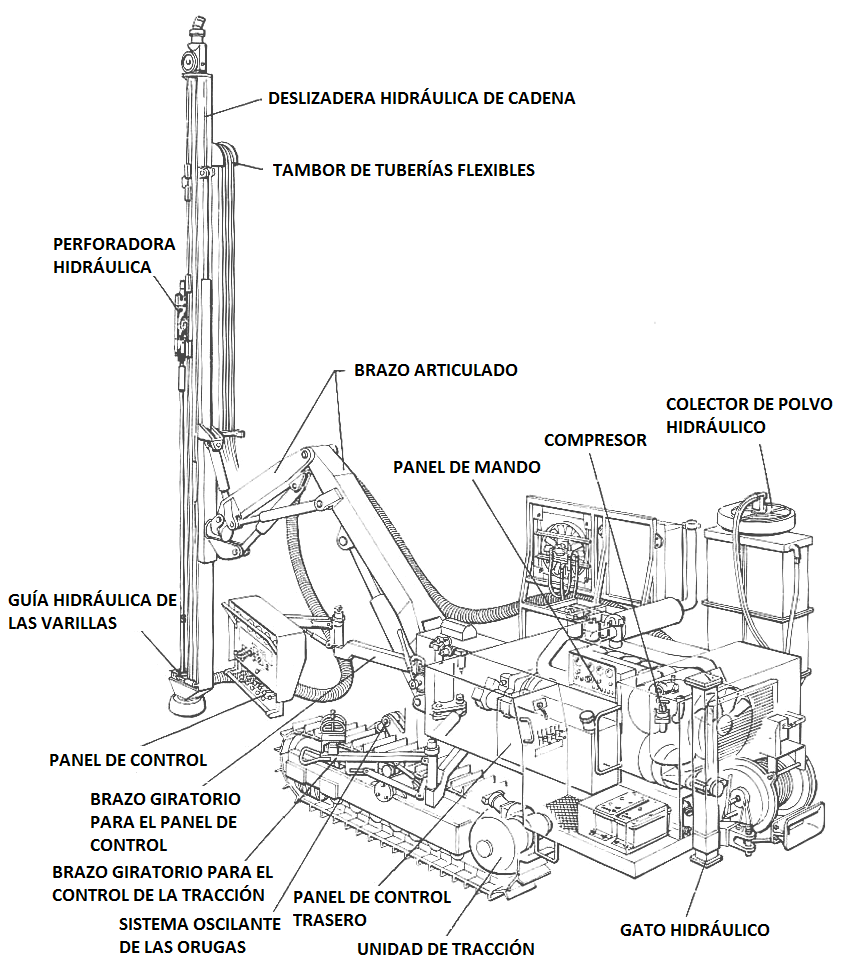 DESLIZADERA HIDRÁULICA DE CADENA
TAMBOR DE TUBERÍAS FLEXIBLES
PERFORADORA
HIDRÁULICA
BRAZO ARTICULADO
COLECTOR DE POLVO
HIDRÁULICO
COMPRESOR
PANEL DE MANDO
GUÍA HIDRÁULICA DE
LAS VARILLAS
PANEL DE CONTROL
BRAZO GIRATORIO
PARA EL PANEL DE
CONTROL
BRAZO GIRATORIO PARA EL
CONTROL DE LA TRACCIÓN
PANEL DE CONTROL
TRASERO
SISTEMA OSCILANTE
DE LAS ORUGAS
UNIDAD DE TRACCIÓN
GATO HIDRÁULICO